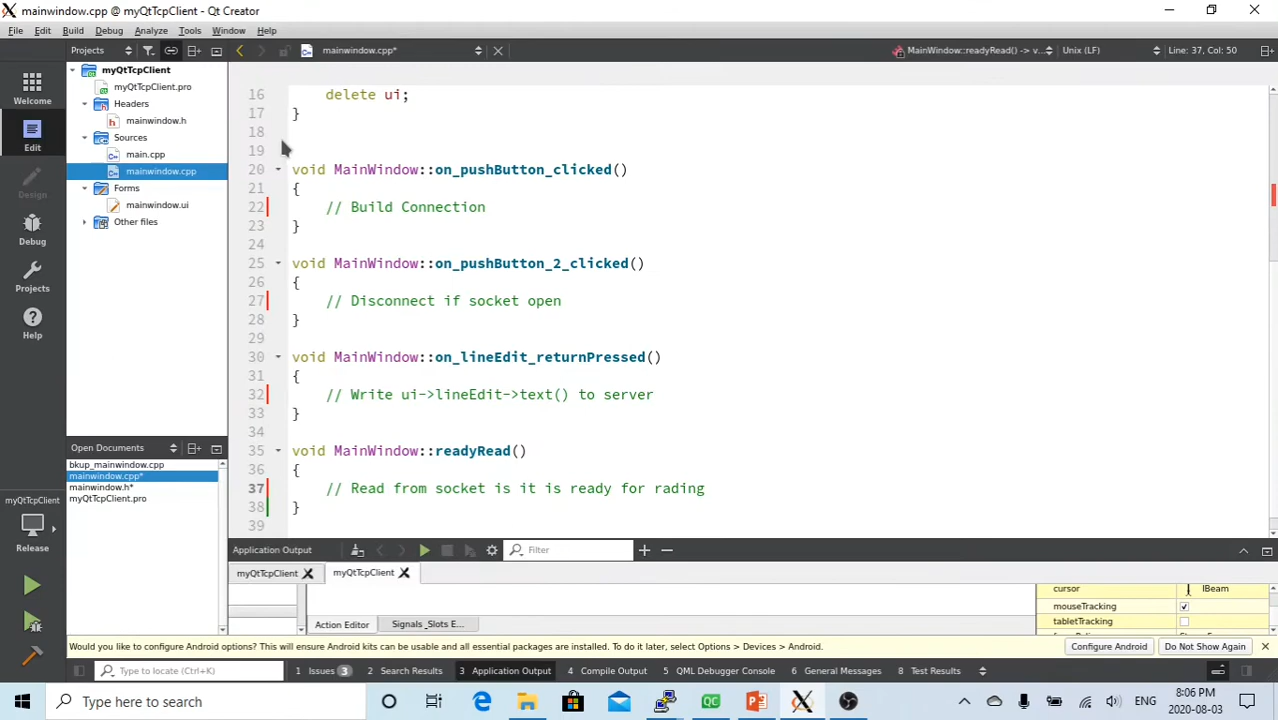 mainwindow.cpp @ myQtTcpClient - Qt Creator
File Edit Build Debug Analyze Tools Window Help
Projects mainwindow.cpp* MainWindow::readyRead() -> v... Unix (LF) Line: 37, Col: 50
Welcome
Edit
Design
Debug
Projects
Help
myQtTcpClient
Release
myQtTcpClient
myQtTcpClient.pro
Headers
mainwindow.h
Sources
main.cpp
mainwindow.cpp
Forms
mainwindow.ui
Other files
Open Documents
bkup_mainwindow.cpp
mainwindow.cpp*
mainwindow.h*
myQtTcpClient.pro
16 delete ui;
17 }
18
19
20 void MainWindow::on_pushButton_clicked()
21 {
22 // Build Connection
23 }
24
25 void MainWindow::on_pushButton_2_clicked()
26 {
27 // Disconnect if socket open
28 }
29
30 void MainWindow::on_lineEdit_returnPressed()
31 {
32 // Write ui->lineEdit->text() to server
33 }
34
35 void MainWindow::readyRead()
36 {
37 // Read from socket is it is ready for rading
38 }
39
Application Output Filter
myQtTcpClient myQtTcpClient
cursor IBeam
mouseTracking
tabletTracking
Action Editor Signals _Slots E...
Would you like to configure Android options? This will ensure Android kits can be usable and all essential packages are installed. To do it later, select Options > Devices > Android. Configure Android Do Not Show Again
Type to locate (Ctrl+K) 1 Issues 3 2 Search Results 3 Application Output 4 Compile Output 5 QML Debugger Console 6 General Messages 8 Test Results
Type here to search ENG 8:06 PM
2020-08-03